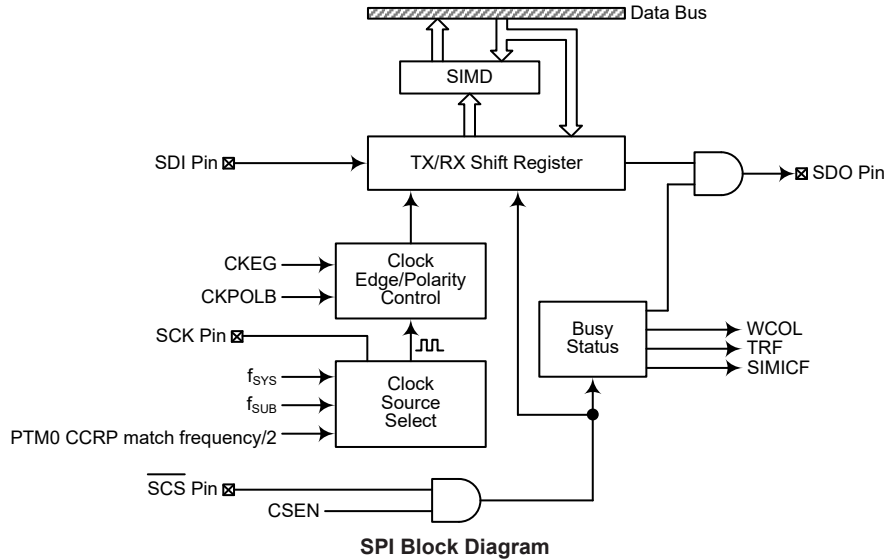 Data Bus
SIMD
SDI Pin
TX/RX Shift Register
SDO Pin
CKEG
CKPOLB
Clock
Edge/Polarity
Control
SCK Pin
Busy
Status
WCOL
TRF
SIMICF
fSYS
fSUB
PTM0 CCRP match frequency/2
Clock
Source
Select
SCS Pin
CSEN
SPI Block Diagram